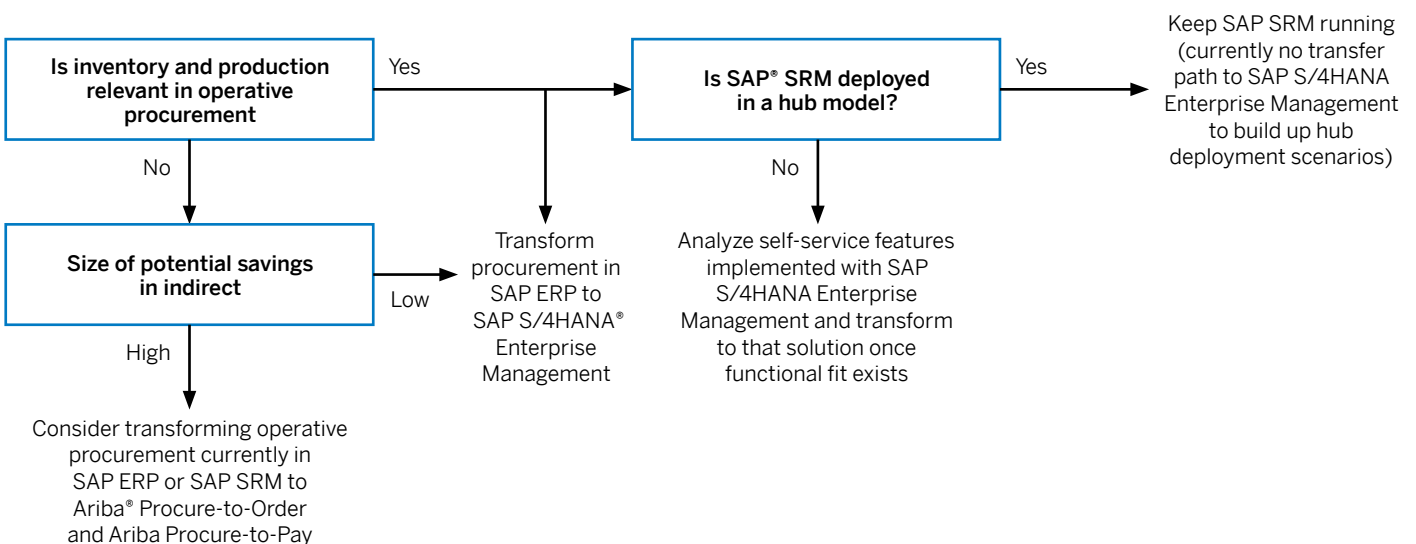 Is inventory and production
relevant in operative
procurement
Yes
Is SAP® SRM deployed
in a hub model?
Yes
Keep SAP SRM running
(currently no transfer
path to SAP S/4HANA
Enterprise Management
to build up hub
deployment scenarios)
No
No
Size of potential savings
in indirect
Low
Transform
procurement in
SAP ERP to
SAP S/4HANA®
Enterprise
Management
Analyze self-service features
implemented with SAP
S/4HANA Enterprise
Management and transform
to that solution once
functional fit exists
High
Consider transforming operative
procurement currently in
SAP ERP or SAP SRM to
Ariba® Procure-to-Order
and Ariba Procure-to-Pay